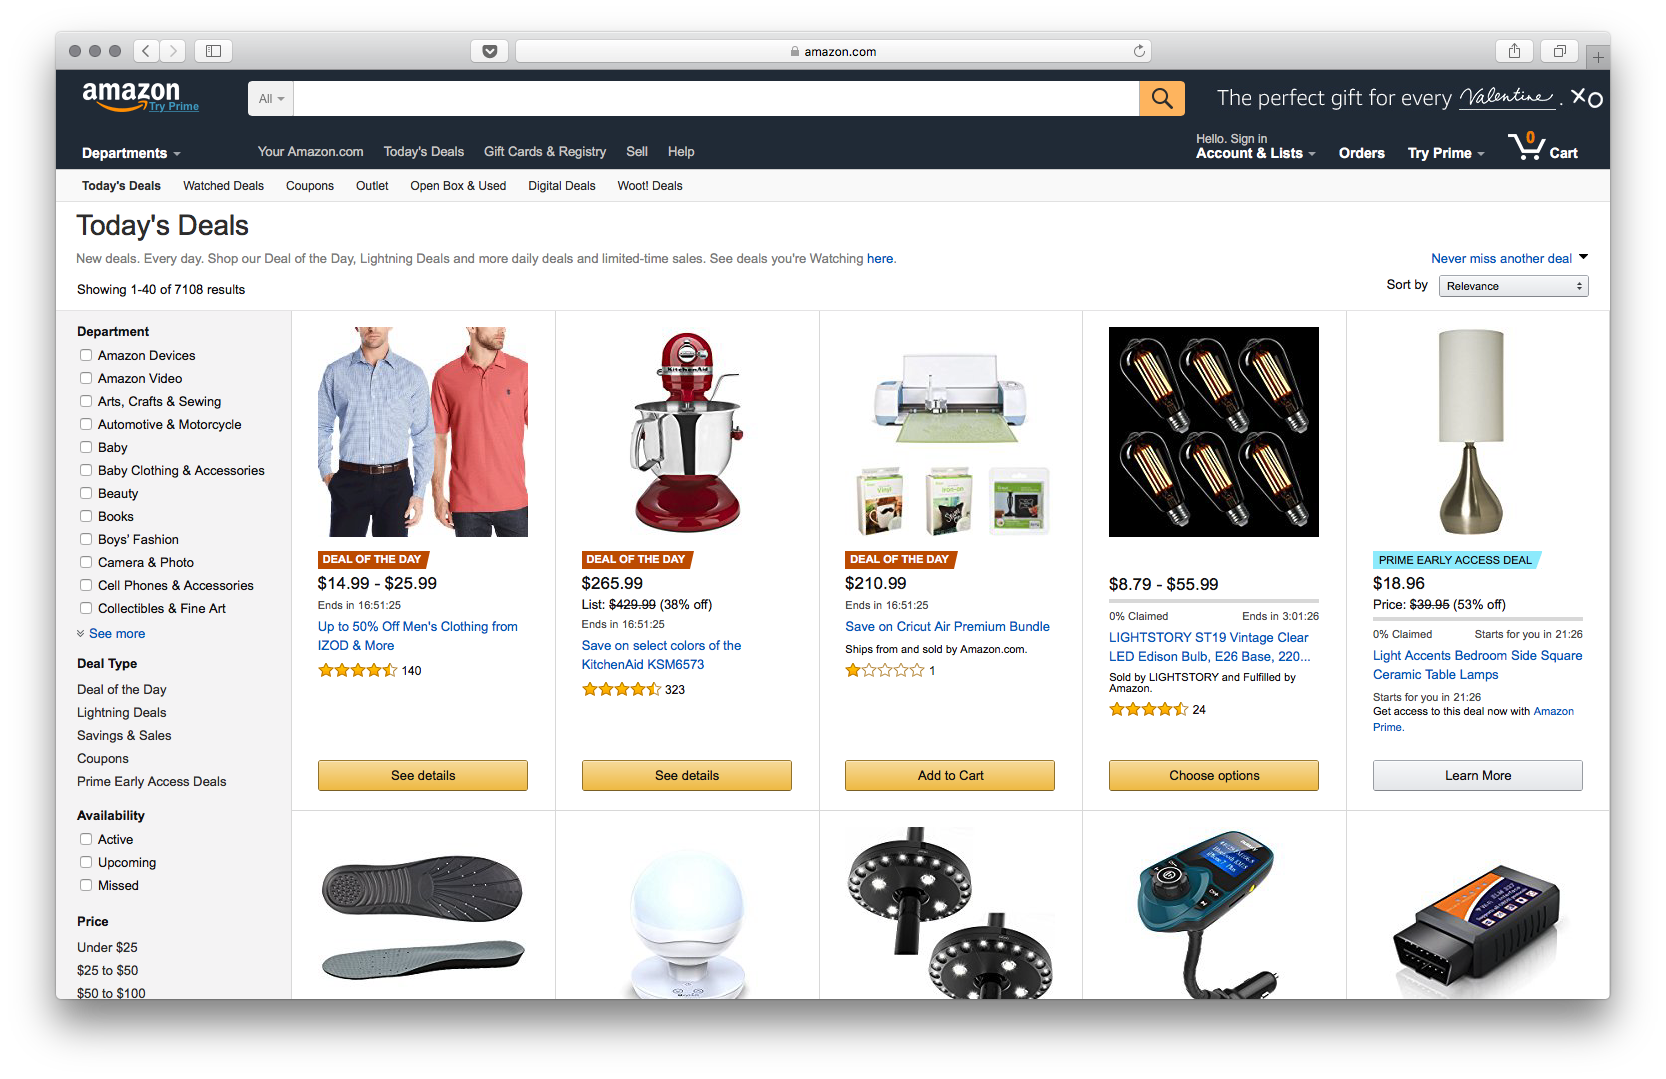 amazon.com
amazon
Try Prime
All
The perfect gift for every Valentine. XO
Departments
Your Amazon.com
Today's Deals
Gift Cards & Registry
Sell
Help
Hello. Sign in
Account & Lists
Orders
Try Prime
0
Cart
Today's Deals
Watched Deals
Coupons
Outlet
Open Box & Used
Digital Deals
Woot! Deals
Today's Deals
New deals. Every day. Shop our Deal of the Day, Lightning Deals and more daily deals and limited-time sales. See deals you're Watching here.
Never miss another deal
Showing 1-40 of 7108 results
Sort by
Relevance
Department
Amazon Devices
Amazon Video
Arts, Crafts & Sewing
Automotive & Motorcycle
Baby
Baby Clothing & Accessories
Beauty
Books
Boys' Fashion
Camera & Photo
Cell Phones & Accessories
Collectibles & Fine Art
See more
Deal Type
Deal of the Day
Lightning Deals
Savings & Sales
Coupons
Prime Early Access Deals
Availability
Active
Upcoming
Missed
Price
Under $25
$25 to $50
$50 to $100
DEAL OF THE DAY
$14.99 - $25.99
Ends in 16:51:25
Up to 50% Off Men's Clothing from
IZOD & More
140
See details
KitchenAid
DEAL OF THE DAY
$265.99
List: $429.99 (38% off)
Ends in 16:51:25
Save on select colors of the
KitchenAid KSM6573
323
See details
Vinyl
Iron-on
DEAL OF THE DAY
$210.99
Ends in 16:51:25
Save on Cricut Air Premium Bundle
Ships from and sold by Amazon.com.
1
Add to Cart
$8.79 - $55.99
0% Claimed
Ends in 3:01:26
LIGHTSTORY ST19 Vintage Clear
LED Edison Bulb, E26 Base, 220...
Sold by LIGHTSTORY and Fulfilled by
Amazon.
24
Choose options
PRIME EARLY ACCESS DEAL
$18.96
Price: $39.95 (53% off)
0% Claimed
Starts for you in 21:26
Light Accents Bedroom Side Square
Ceramic Table Lamps
Starts for you in 21:26
Get access to this deal now with Amazon
Prime.
Learn More